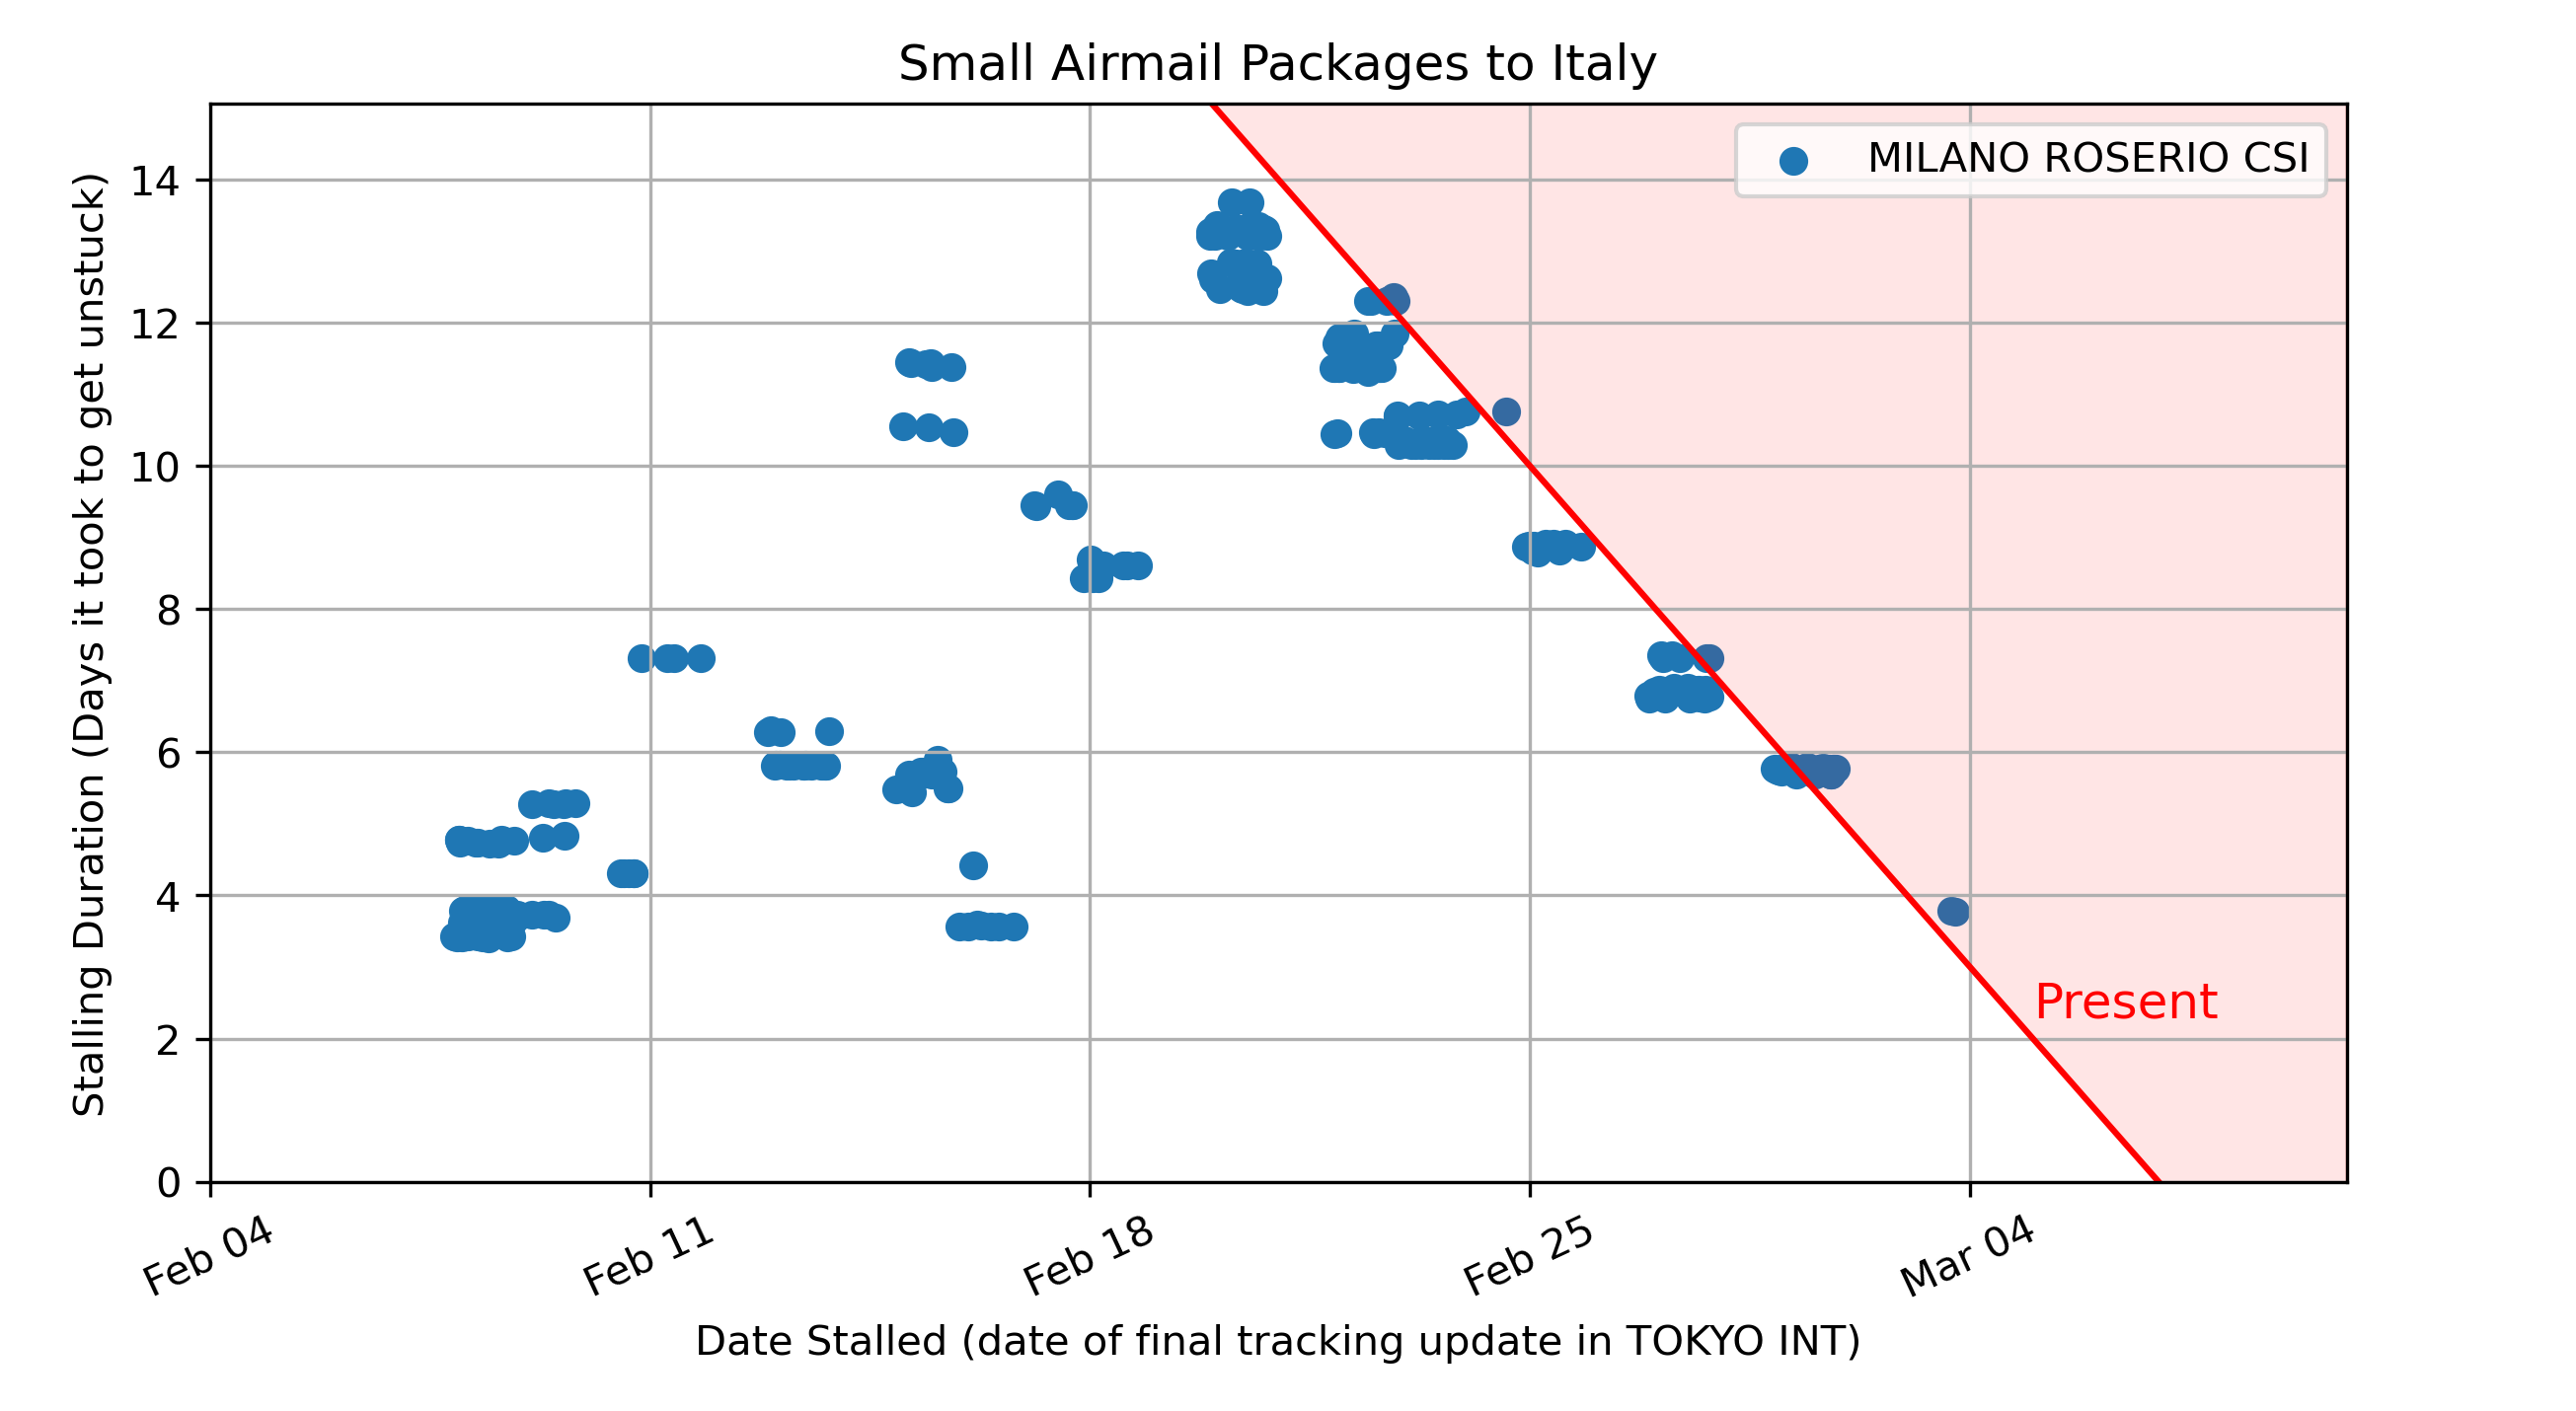 Small Airmail Packages to Italy
MILANO ROSERIO CSI
Stalling Duration (Days it took to get unstuck)
14
12
10
8
6
4
2
0
Present
Feb 04
Feb 11
Feb 18
Feb 25
Mar 04
Date Stalled (date of final tracking update in TOKYO INT)